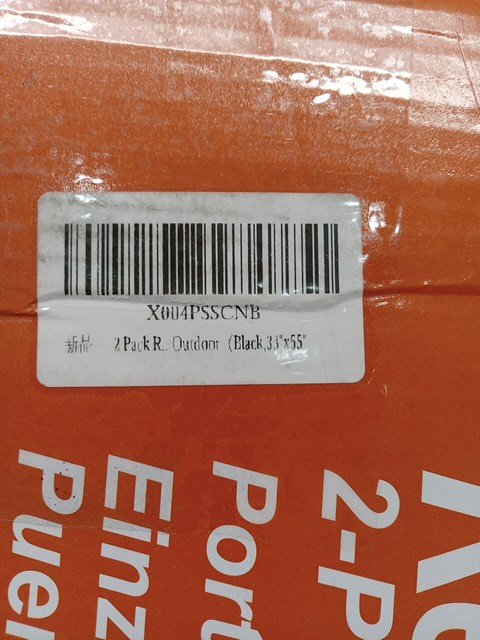 X004PSSCNB
新品 2 Pack R.. Outdoor (Black,33"x55"
2-P
Port
Einz
Puer